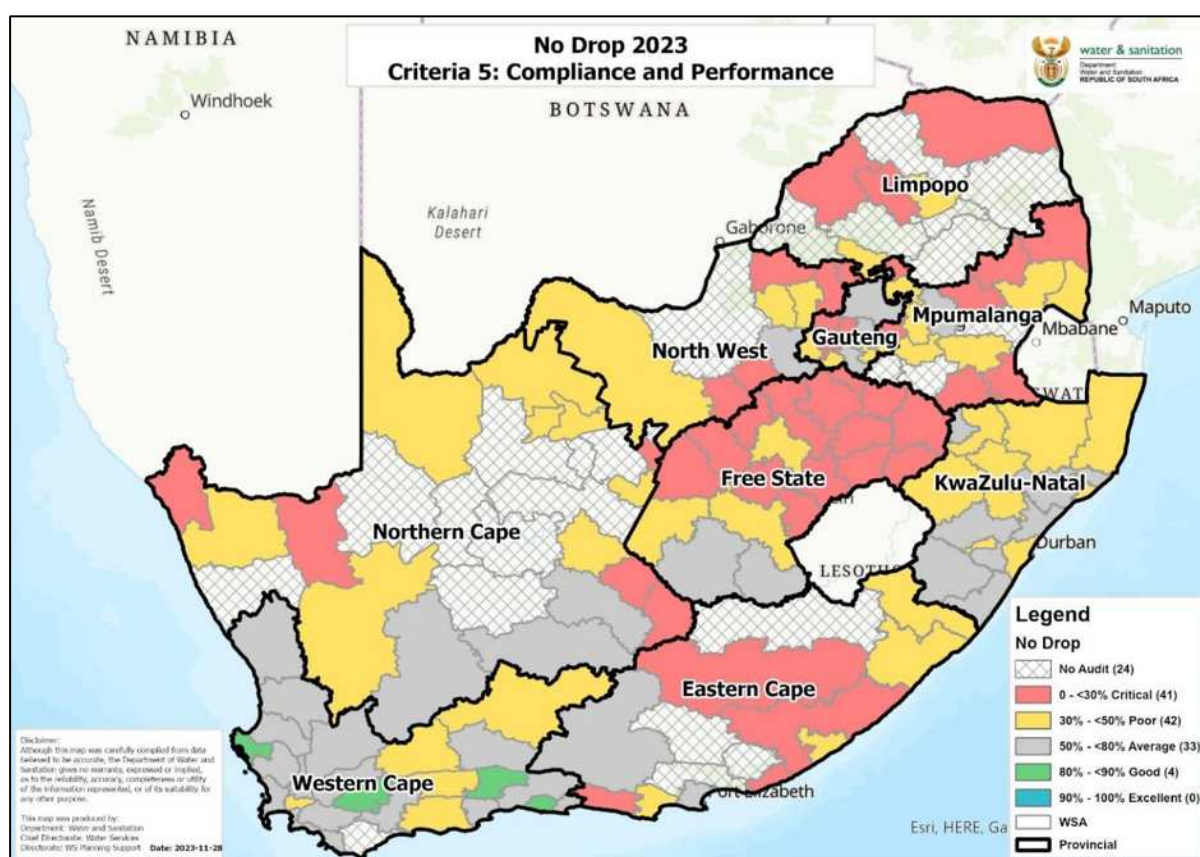 NAMIBIA
No Drop 2023
Criteria 5: Compliance and Performance
water & sanitation
Department:
Water and Sanitation
REPUBLIC OF SOUTH AFRICA
Windhoek
BOTSWANA
Namib Desert
Kalahari
Desert
Gaborone
Limpopo
Maputo
Mpumalanga
Mbabane
North West
Gauteng
SWAT
Free State
KwaZulu-Natal
Northern Cape
Durban
LESOTHO
Eastern Cape
Western Cape
Port Elizabeth
Legend
No Drop
No Audit (24)
0 - <30% Critical (41)
30% - <50% Poor (42)
50% - <80% Average (33)
80% - <90% Good (4)
90% - 100% Excellent (0)
WSA
Provincial
Disclaimer:
Although this map was carefully compiled from data
believed to be accurate, the Department of Water and
Sanitation gives no warranty, expressed or implied,
as to the reliability, accuracy, completeness or utility
of the information represented, or of its suitability for
any other purpose.
This map was produced by:
Department: Water and Sanitation
Chief Directorate: Water Services
Directorate: WS Planning Support Date: 2023-11-28
Esri, HERE, Ga